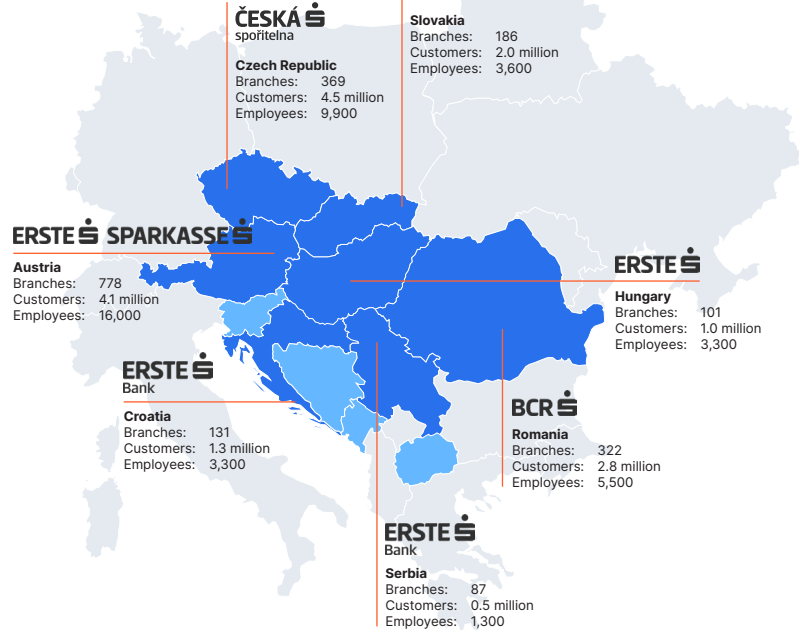 ČESKÁ
spořitelna
Czech Republic
Branches: 369
Customers: 4.5 million
Employees: 9,900
Slovakia
Branches: 186
Customers: 2.0 million
Employees: 3,600
ERSTE SPARKASSE
Austria
Branches: 778
Customers: 4.1 million
Employees: 16,000
ERSTE
Hungary
Branches: 101
Customers: 1.0 million
Employees: 3,300
ERSTE
Bank
Croatia
Branches: 131
Customers: 1.3 million
Employees: 3,300
BCR
Romania
Branches: 322
Customers: 2.8 million
Employees: 5,500
ERSTE
Bank
Serbia
Branches: 87
Customers: 0.5 million
Employees: 1,300